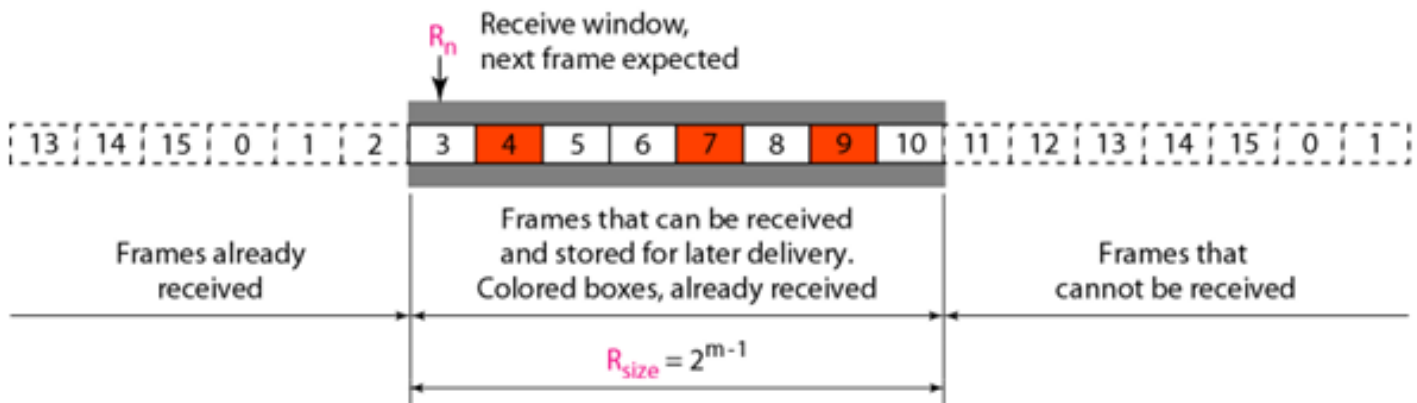 Rn
Receive window,
next frame expected
13 14 15 0 1 2 3 4 5 6 7 8 9 10 11 12 13 14 15 0 1
Frames already
received
Frames that can be received
and stored for later delivery.
Colored boxes, already received
Frames that
cannot be received
Rsize = 2^m-1